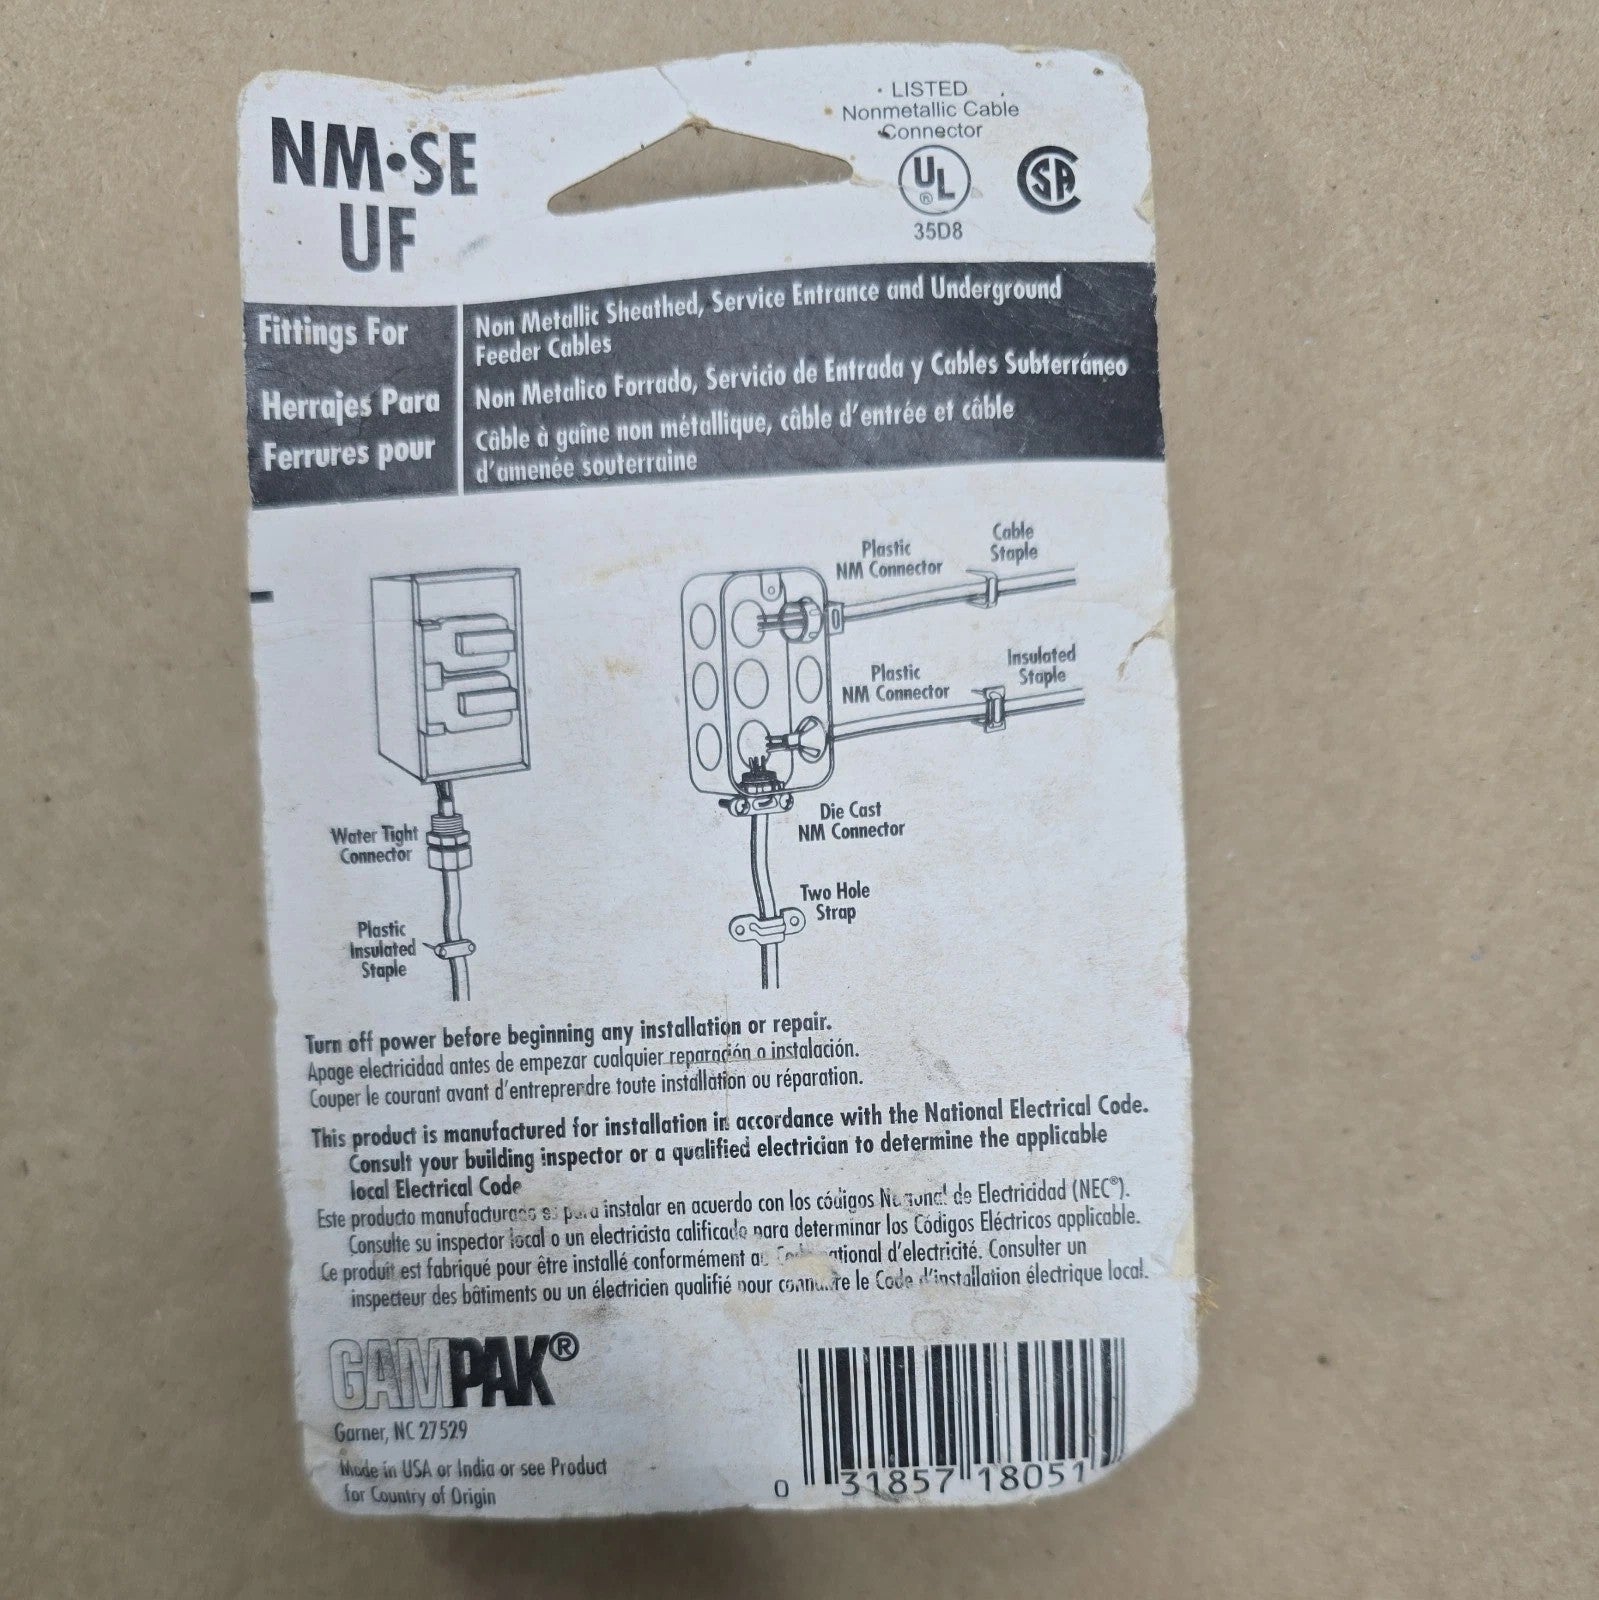 NM•SE
UF
• LISTED
Nonmetallic Cable
Connector
UL
®
35D8
SA
Fittings For
Non Metallic Sheathed, Service Entrance and Underground
Feeder Cables
Herrajes Para
Non Metalico Forrado, Servicio de Entrada y Cables Subterráneo
Ferrures pour
Câble à gaîne non métallique, câble d'entrée et câble
d'amenée souterraine
Plastic
NM Connector
Cable
Staple
Plastic
NM Connector
Insulated
Staple
Water Tight
Connector
Die Cast
NM Connector
Two Hole
Strap
Plastic
Insulated
Staple
Turn off power before beginning any installation or repair.
Apage electricidad antes de empezar cualquier reparación o instalación.
Couper le courant avant d'entreprendre toute installation ou réparation.
This product is manufactured for installation in accordance with the National Electrical Code.
Consult your building inspector or a qualified electrician to determine the applicable
local Electrical Code
Este producto para instalar en acuerdo con los códigos de Electricidad (NEC®).
Consulte su inspector local o un electricista calificado para determinar los Códigos Eléctricos applicable.
Ce produit est fabriqué pour être installé conformément d'electricité. Consulter un
inspecteur des bâtiments ou un électricien qualifié pour le Code d'installation électrique local.
GAMPAK®
Garner, NC 27529
Made in USA or India or see Product
for Country of Origin
0 31857 18051